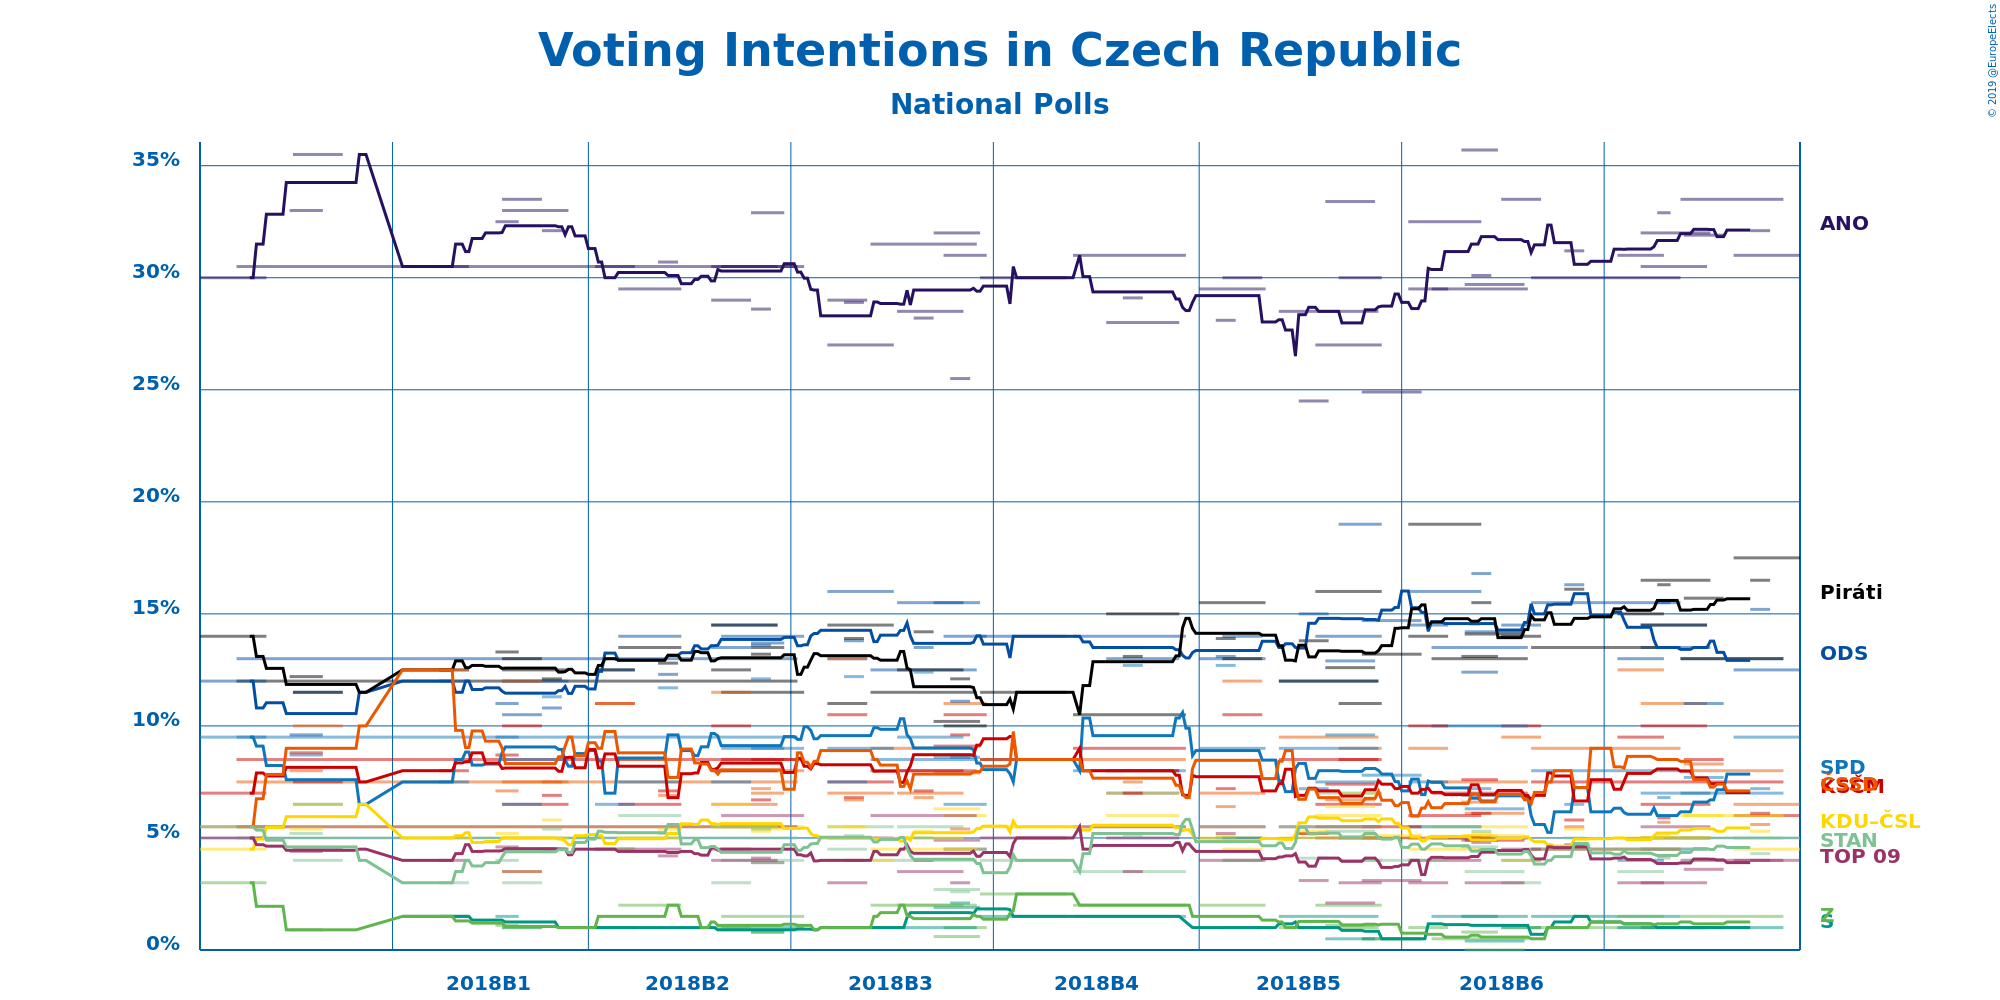 © 2019 @EuropeElects
Voting Intentions in Czech Republic
National Polls
35%
30%
25%
20%
15%
10%
5%
0%
ANO
Piráti
ODS
SPD
KSČM
ČSSD
KDU–ČSL
STAN
TOP 09
Z
S
2018B1
2018B2
2018B3
2018B4
2018B5
2018B6